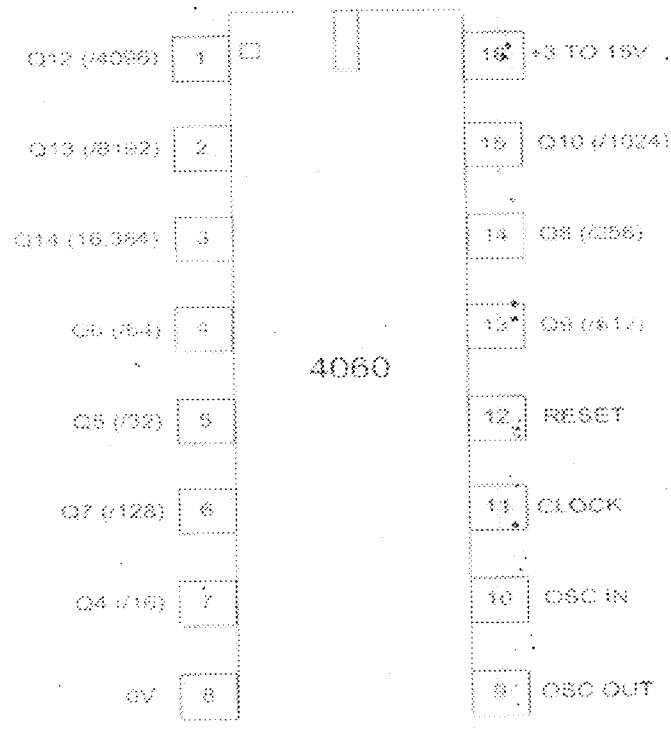 Q12 (/4096) 1
16 +3 TO 15V
Q13 (/8192) 2
15 Q10 (/1024)
Q14 (16,384) 3
14 Q8 (/256)
Q6 (/64) 4
13 Q9
4060
Q5 (/32) 5
12 RESET
Q7 (/128) 6
11 CLOCK
Q4 (/16) 7
10 OSC IN
0V 8
9 OSC OUT